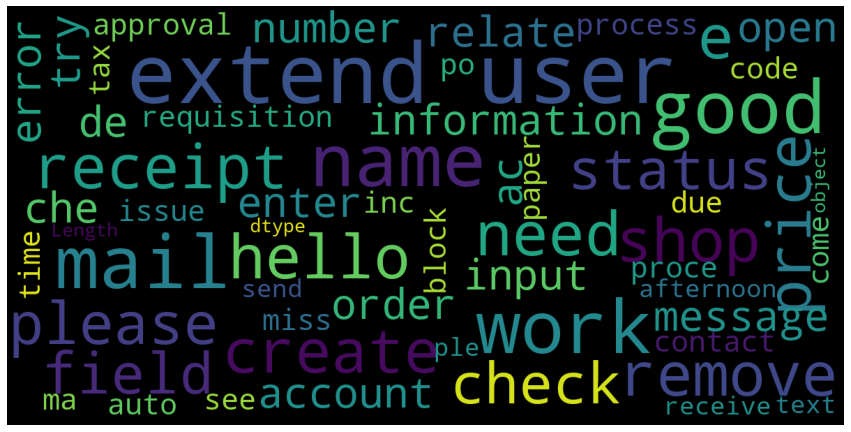 error
try
tax
approval
number
relate
process
e
open
extend
user
po
code
good
de
requisition
information
receipt
name
ac
paper
status
price
object
che
issue
enter
inc
due
come
Length
dtype
time
mail
hello
block
need
shop
send
input
proce
afternoon
please
miss
order
work
message
field
create
ple
contact
remove
ma
auto
see
account
check
receive
text